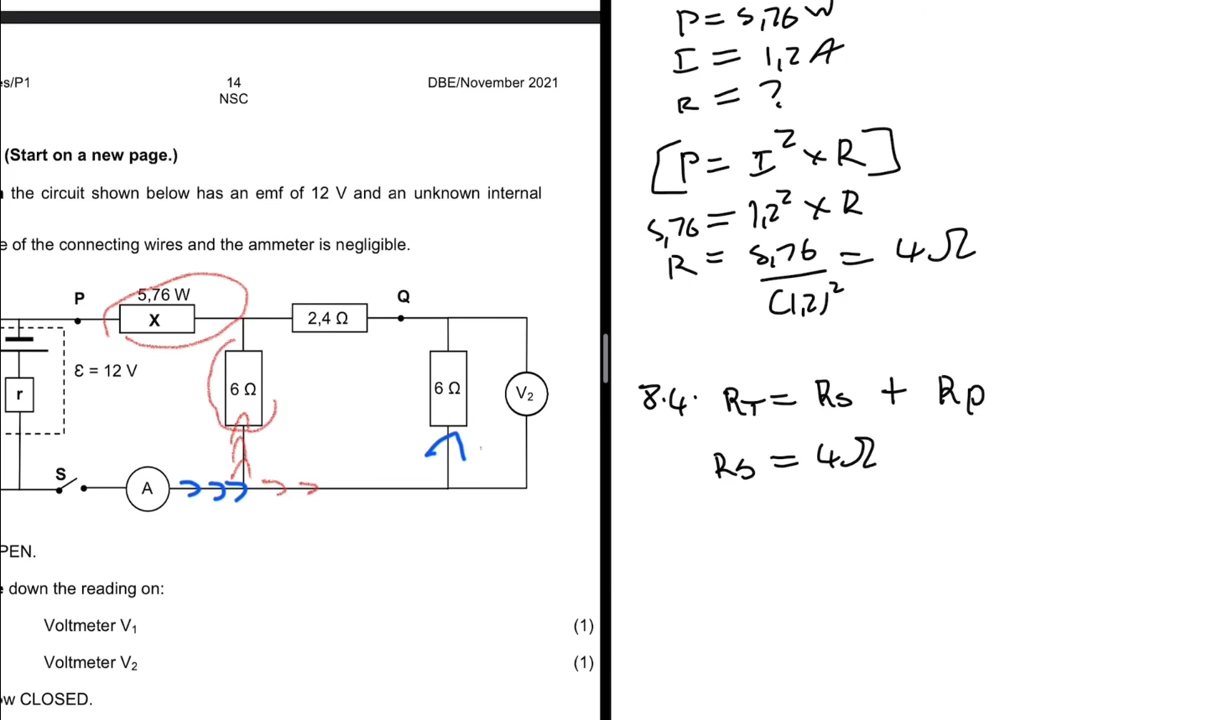 es/P1
14
DBE/November 2021
NSC
(Start on a new page.)
the circuit shown below has an emf of 12 V and an unknown internal
e of the connecting wires and the ammeter is negligible.
P
5,76 W
X
2,4 Ω
Q
Ɛ = 12 V
r
6 Ω
6 Ω
V2
S
A
PEN.
down the reading on:
Voltmeter V1
(1)
Voltmeter V2
(1)
w CLOSED.
P = 5,76 W
I = 1,2 A
R = ?
[P = I² × R]
5,76 = 1,2² × R
R = 5,76 / (1,2)² = 4Ω
8.4. RT = Rs + Rp
Rs = 4Ω